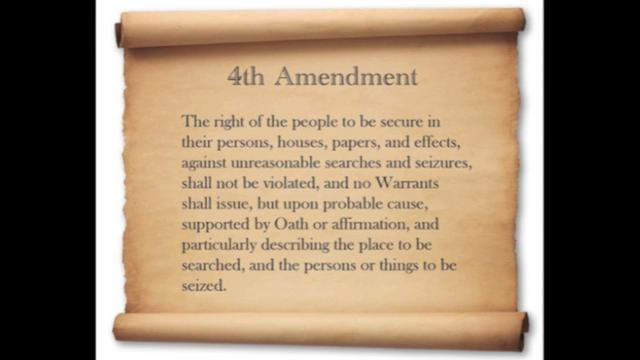 4th Amendment
The right of the people to be secure in
their persons, houses, papers, and effects,
against unreasonable searches and seizures,
shall not be violated, and no Warrants
shall issue, but upon probable cause,
supported by Oath or affirmation, and
particularly describing the place to be
searched, and the persons or things to be
seized.